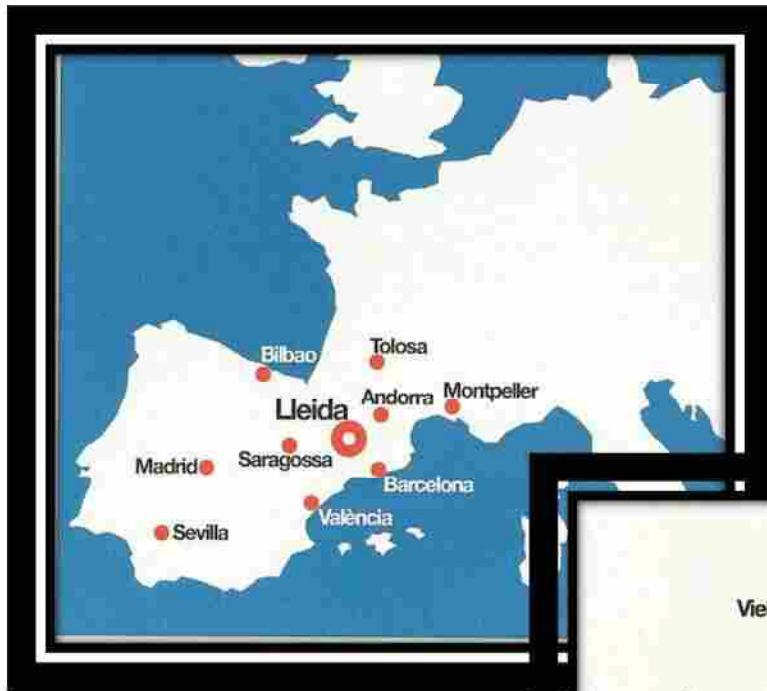 Bilbao
Tolosa
Andorra
Montpeller
Lleida
Saragossa
Madrid
Barcelona
València
Sevilla